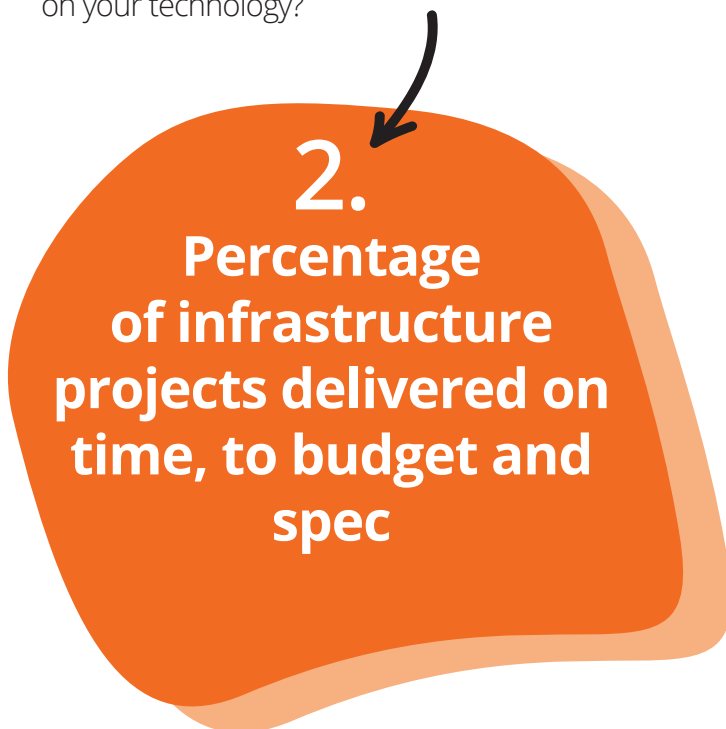 on your technology?
2.
Percentage
of infrastructure
projects delivered on
time, to budget and
spec